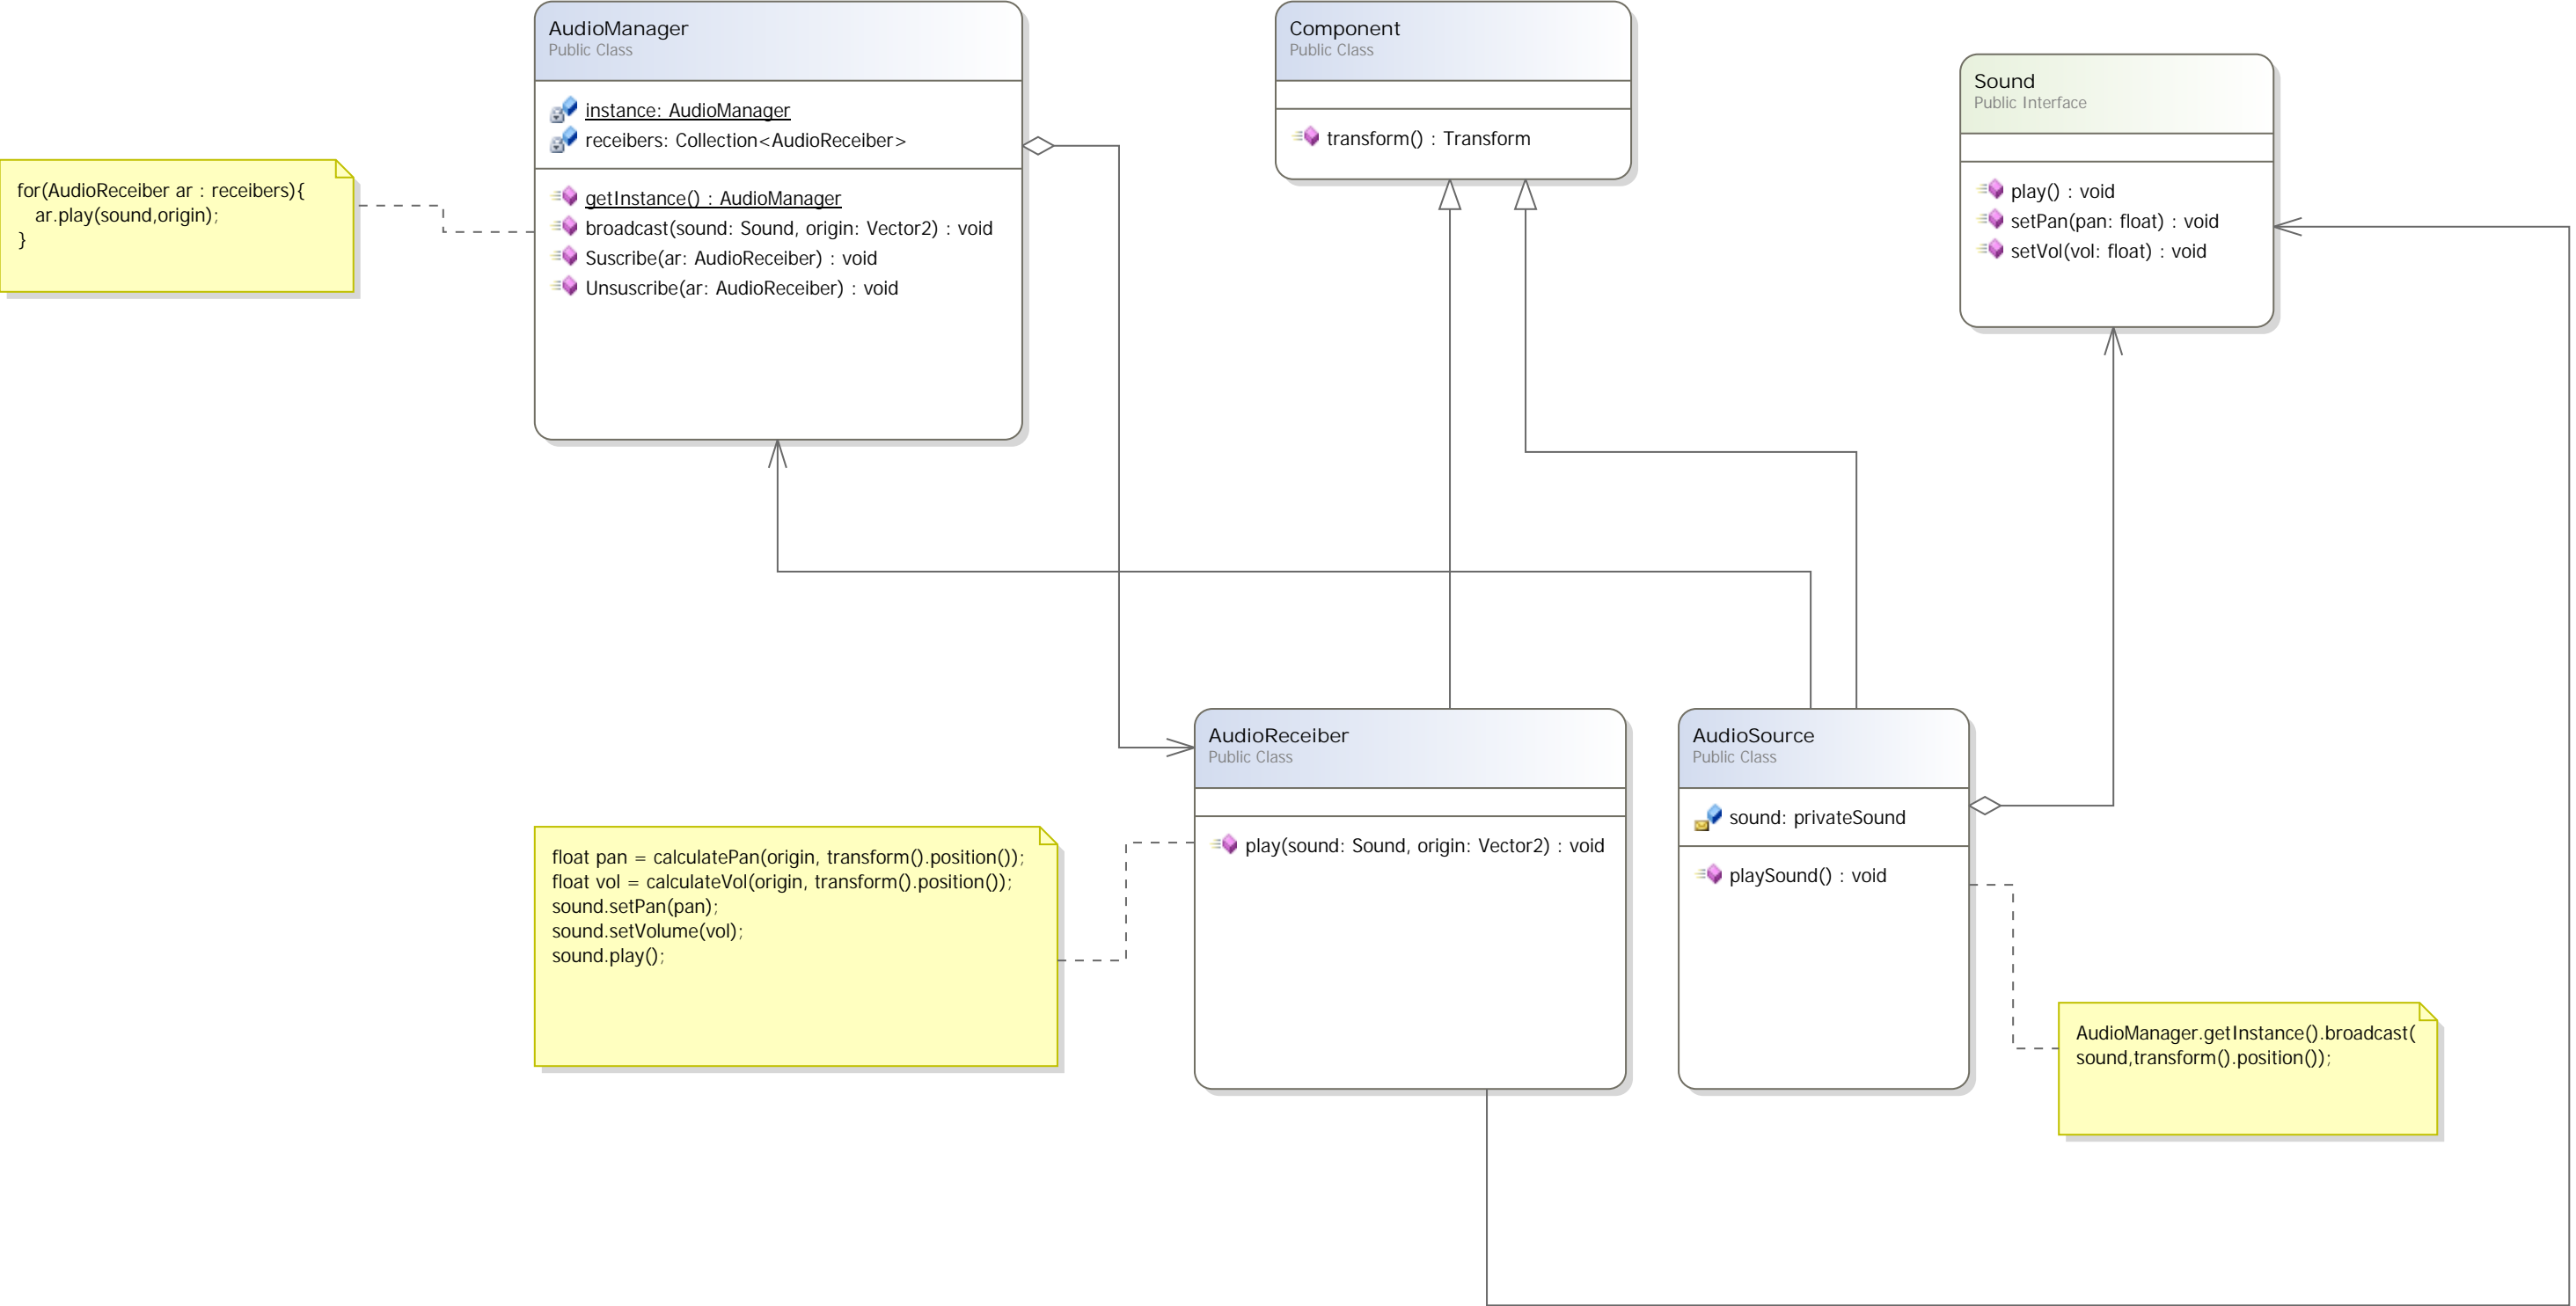 AudioManager
Public Class
instance: AudioManager
receibers: Collection<AudioReceiber>
getInstance() : AudioManager
broadcast(sound: Sound, origin: Vector2) : void
Suscribe(ar: AudioReceiber) : void
Unsuscribe(ar: AudioReceiber) : void
Component
Public Class
transform() : Transform
Sound
Public Interface
play() : void
setPan(pan: float) : void
setVol(vol: float) : void
for(AudioReceiber ar : receibers){
ar.play(sound,origin);
}
AudioReceiber
Public Class
play(sound: Sound, origin: Vector2) : void
AudioSource
Public Class
sound: privateSound
playSound() : void
float pan = calculatePan(origin, transform().position());
float vol = calculateVol(origin, transform().position());
sound.setPan(pan);
sound.setVolume(vol);
sound.play();
AudioManager.getInstance().broadcast(
sound,transform().position());